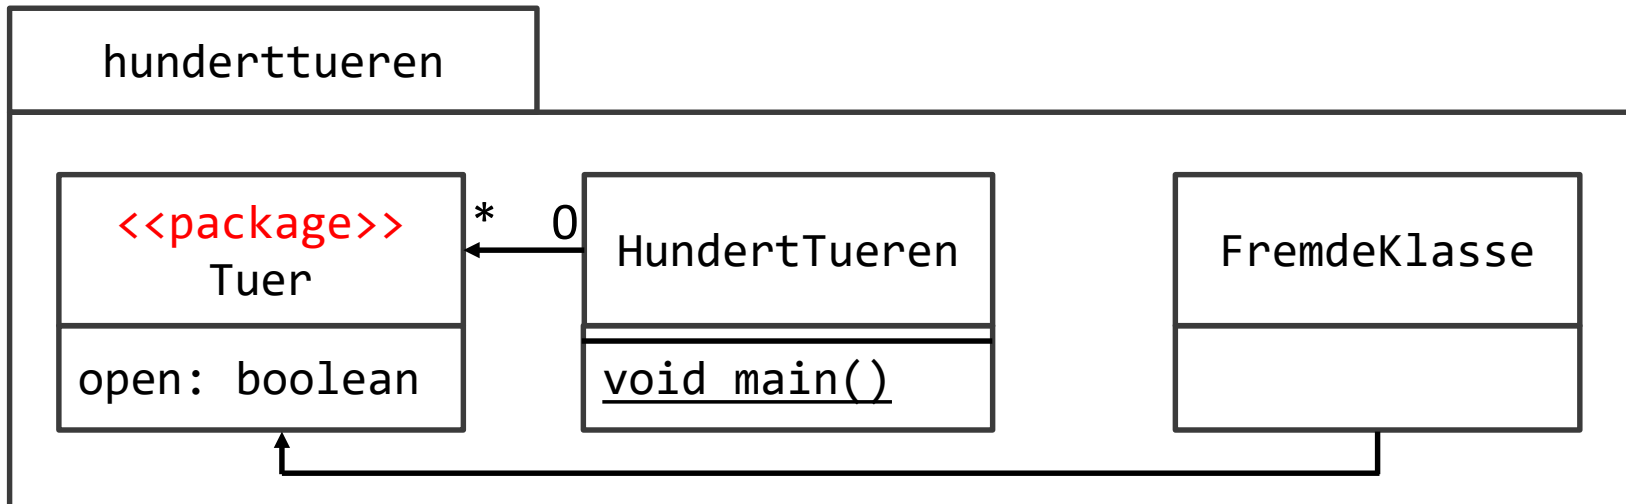 hunderttueren
<<package>>
Tuer
open: boolean
* 0
HundertTueren
void main()
FremdeKlasse